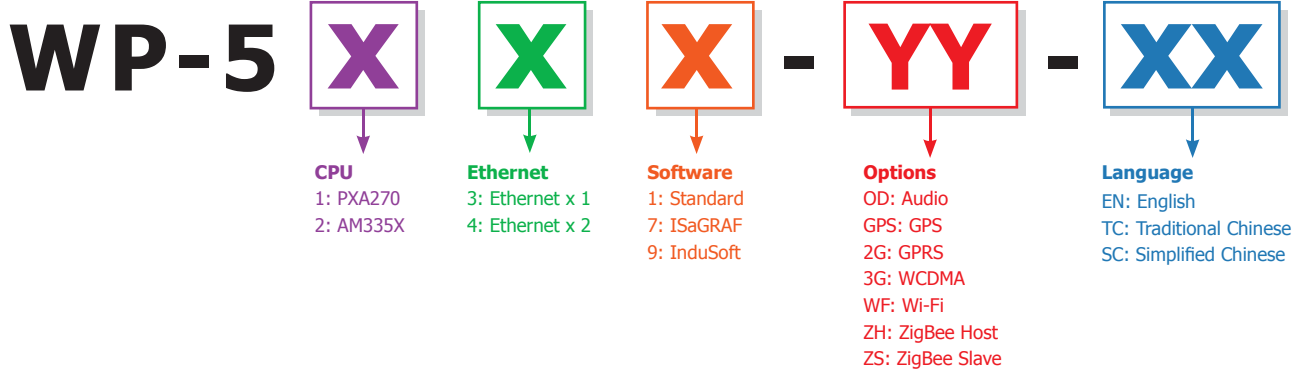 WP-5 X X X - YY - XX
CPU
1: PXA270
2: AM335X
Ethernet
3: Ethernet x 1
4: Ethernet x 2
Software
1: Standard
7: ISaGRAF
9: InduSoft
Options
OD: Audio
GPS: GPS
2G: GPRS
3G: WCDMA
WF: Wi-Fi
ZH: ZigBee Host
ZS: ZigBee Slave
Language
EN: English
TC: Traditional Chinese
SC: Simplified Chinese